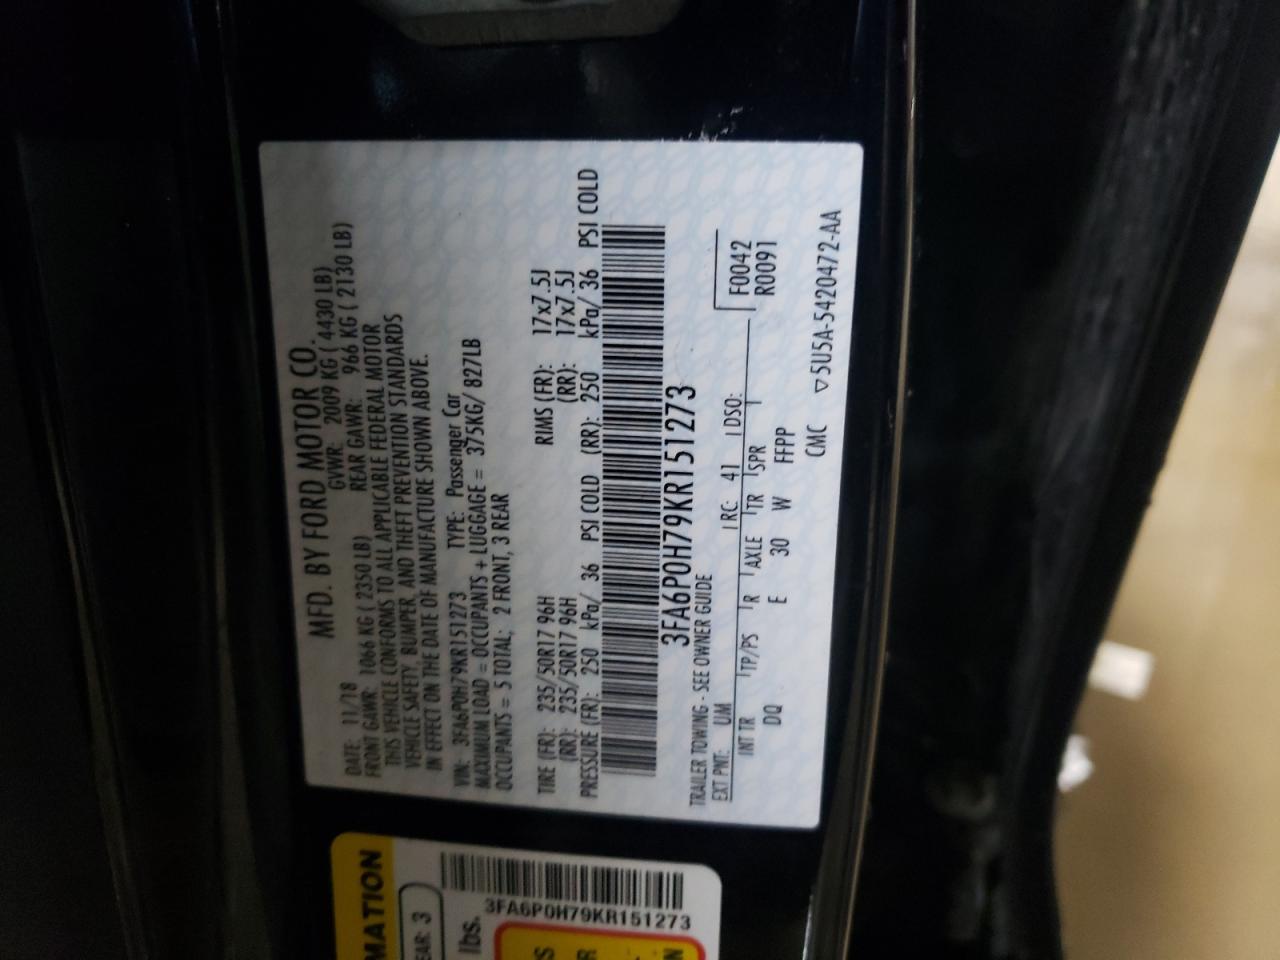 MFD. BY FORD MOTOR CO.
DATE: 11/18 GVWR: 2009 KG ( 4430 LB)
FRONT GAWR: 1066 KG ( 2350 LB) REAR GAWR: 966 KG ( 2130 LB)
THIS VEHICLE CONFORMS TO ALL APPLICABLE FEDERAL MOTOR
VEHICLE SAFETY, BUMPER, AND THEFT PREVENTION STANDARDS
IN EFFECT ON THE DATE OF MANUFACTURE SHOWN ABOVE.
VIN: 3FA6P0H79KR151273 TYPE: Passenger Car
MAXIMUM LOAD = OCCUPANTS + LUGGAGE = 375KG/ 827LB
OCCUPANTS = 5 TOTAL; 2 FRONT, 3 REAR
TIRE (FR): 235/50R17 96H RIMS (FR): 17x7.5J
(RR): 235/50R17 96H (RR): 17x7.5J
PRESSURE (FR): 250 kPa/ 36 PSI COLD (RR): 250 kPa/ 36 PSI COLD
3FA6P0H79KR151273
TRAILER TOWING - SEE OWNER GUIDE
EXT PNT: UM RC: 41 DSO:
F0042
R0091
INT TR TP/PS R AXLE TR SPR
DQ E 30 W FFPP
CMC ▽5U5A-5420472-AA
MATION
EAR: 3
3FA6P0H79KR151273
lbs.